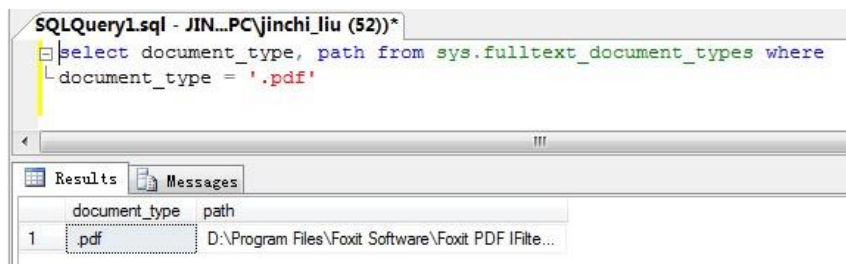 SQLQuery1.sql - JIN...PC\jinchi_liu (52))*
select document_type, path from sys.fulltext_document_types where
document_type = '.pdf'
Results Messages
document_type path
1 .pdf D:\Program Files\Foxit Software\Foxit PDF IFilte...